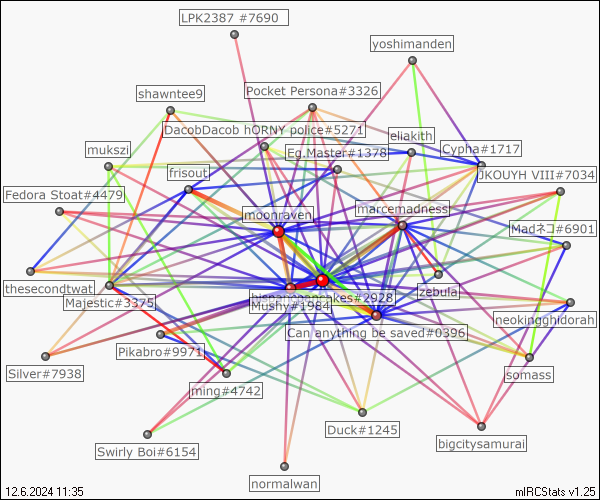 LPK2387 #7690
yoshimanden
shawntee9
Pocket Persona#3326
DacobDacob hORNY police#5271
eliakith
mukszi
Eg.Master#1378
Cypha#1717
frisout
JKOUYH VIII#7034
Fedora Stoat#4479
moonraven
marcemadness
Madネコ#6901
thesecondtwat
Majestic#3375
Mushy#1984
akes#2928
zebula
neokingghidorah
Can anything be saved#6396
Pikabro#9971
Silver#7938
ming#4742
somass
Duck#1245
bigcitysamurai
Swirly Boi#6154
normalwan
12.6.2024 11:35
mIRCStats v1.25